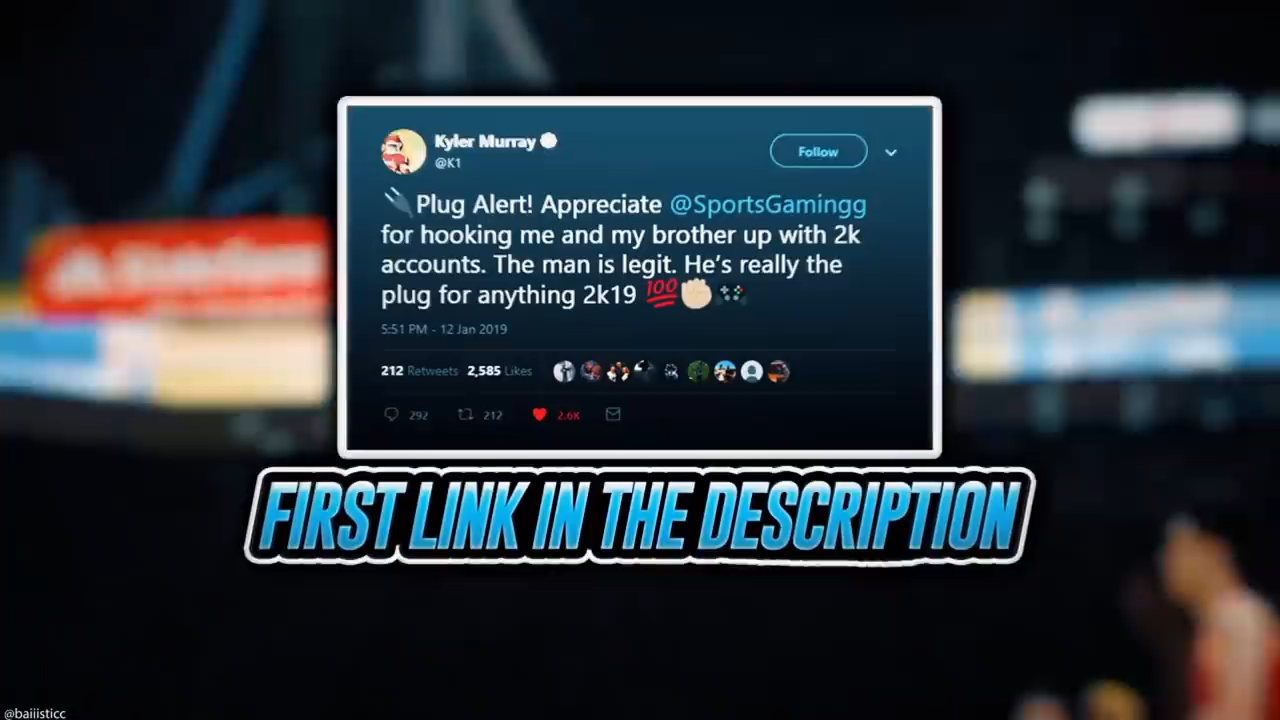 Kyler Murray
@K1
Follow
Plug Alert! Appreciate @SportsGamingg
for hooking me and my brother up with 2k
accounts. The man is legit. He's really the
plug for anything 2k19 💯✊🏻🎮
5:51 PM - 12 Jan 2019
212 Retweets 2,585 Likes
292 212 2.6K
FIRST LINK IN THE DESCRIPTION
@baiiisticc